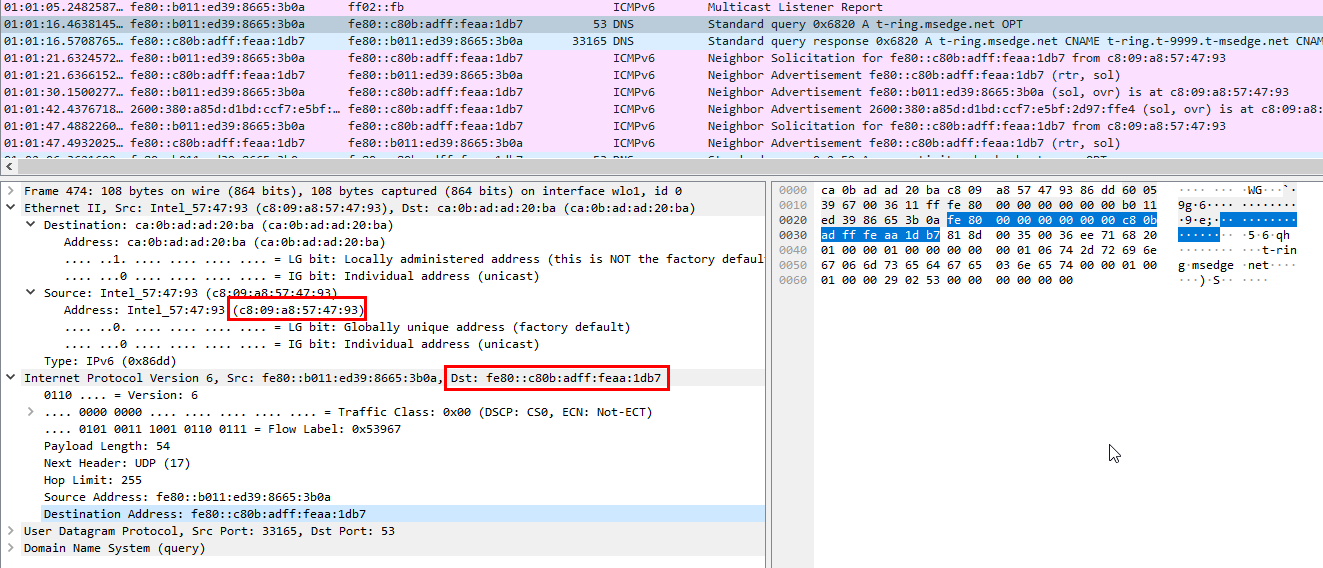 01:01:05.2482587… fe80::b011:ed39:8665:3b0a ff02::fb ICMPv6 Multicast Listener Report
01:01:16.4638145… fe80::b011:ed39:8665:3b0a fe80::c80b:adff:feaa:1db7 53 DNS Standard query 0x6820 A t-ring.msedge.net OPT
01:01:16.5708765… fe80::c80b:adff:feaa:1db7 fe80::b011:ed39:8665:3b0a 33165 DNS Standard query response 0x6820 A t-ring.msedge.net CNAME t-ring.t-9999.t-msedge.net CNAM
01:01:21.6324572… fe80::c80b:adff:feaa:1db7 fe80::b011:ed39:8665:3b0a ICMPv6 Neighbor Solicitation for fe80::c80b:adff:feaa:1db7 from c8:09:a8:57:47:93
01:01:21.6366152… fe80::c80b:adff:feaa:1db7 fe80::b011:ed39:8665:3b0a ICMPv6 Neighbor Advertisement fe80::c80b:adff:feaa:1db7 (rtr, sol)
01:01:30.1500277… fe80::b011:ed39:8665:3b0a fe80::c80b:adff:feaa:1db7 ICMPv6 Neighbor Advertisement fe80::b011:ed39:8665:3b0a (sol, ovr) is at c8:09:a8:57:47:93
01:01:42.4376718… 2600:380:a85d:d1bd:ccf7:e5bf:… fe80::c80b:adff:feaa:1db7 ICMPv6 Neighbor Advertisement 2600:380:a85d:d1bd:ccf7:e5bf:2d97:ffe4 (sol, ovr) is at c8:09:a8:
01:01:47.4882260… fe80::b011:ed39:8665:3b0a fe80::c80b:adff:feaa:1db7 ICMPv6 Neighbor Solicitation for fe80::c80b:adff:feaa:1db7 from c8:09:a8:57:47:93
01:01:47.4932025… fe80::c80b:adff:feaa:1db7 fe80::b011:ed39:8665:3b0a ICMPv6 Neighbor Advertisement fe80::c80b:adff:feaa:1db7 (rtr, sol)
Frame 474: 108 bytes on wire (864 bits), 108 bytes captured (864 bits) on interface wlo1, id 0
Ethernet II, Src: Intel_57:47:93 (c8:09:a8:57:47:93), Dst: ca:0b:ad:ad:20:ba (ca:0b:ad:ad:20:ba)
Destination: ca:0b:ad:ad:20:ba (ca:0b:ad:ad:20:ba)
Address: ca:0b:ad:ad:20:ba (ca:0b:ad:ad:20:ba)
.... ..1. .... .... .... .... = LG bit: Locally administered address (this is NOT the factory defaul
.... ...0 .... .... .... .... = IG bit: Individual address (unicast)
Source: Intel_57:47:93 (c8:09:a8:57:47:93)
Address: Intel_57:47:93 (c8:09:a8:57:47:93)
.... ..0. .... .... .... .... = LG bit: Globally unique address (factory default)
.... ...0 .... .... .... .... = IG bit: Individual address (unicast)
Type: IPv6 (0x86dd)
Internet Protocol Version 6, Src: fe80::b011:ed39:8665:3b0a, Dst: fe80::c80b:adff:feaa:1db7
0110 .... = Version: 6
.... 0000 0000 .... .... .... .... .... = Traffic Class: 0x00 (DSCP: CS0, ECN: Not-ECT)
.... 0101 0011 1001 0110 0111 = Flow Label: 0x53967
Payload Length: 54
Next Header: UDP (17)
Hop Limit: 255
Source Address: fe80::b011:ed39:8665:3b0a
Destination Address: fe80::c80b:adff:feaa:1db7
User Datagram Protocol, Src Port: 33165, Dst Port: 53
Domain Name System (query)
0000 ca 0b ad ad 20 ba c8 09 a8 57 47 93 86 dd 60 05 ···· ··· ·WG···`·
0010 39 67 00 36 11 ff fe 80 00 00 00 00 00 00 b0 11 9g·6···· ········
0020 ed 39 86 65 3b 0a fe 80 00 00 00 00 00 00 c8 0b ·9·e;··· ········
0030 ad ff fe aa 1d b7 81 8d 00 35 00 36 ee 71 68 20 ········ ·5·6·qh
0040 01 00 00 01 00 00 00 00 00 01 06 74 2d 72 69 6e ········ ···t-rin
0050 67 06 6d 73 65 64 67 65 03 6e 65 74 00 00 01 00 g·msedge ·net····
0060 01 00 00 29 02 53 00 00 00 00 00 00 ···)·S·· ····